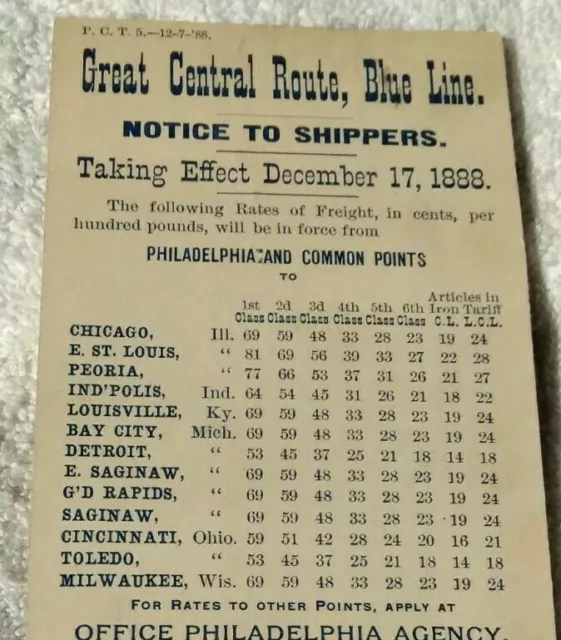 P. C. T. 5.—12-7-'88.
Great Central Route, Blue Line.
NOTICE TO SHIPPERS.
Taking Effect December 17, 1888.
The following Rates of Freight, in cents, per
hundred pounds, will be in force from
PHILADELPHIA AND COMMON POINTS
TO
1st Class 2d Class 3d Class 4th Class 5th Class 6th Class Articles in Iron Tariff C.L. L.C.L.
CHICAGO, Ill. 69 59 48 33 28 23 19 24
E. ST. LOUIS, " 81 69 56 39 33 27 22 28
PEORIA, " 77 66 53 37 31 26 21 27
IND'POLIS, Ind. 64 54 45 31 26 21 18 22
LOUISVILLE, Ky. 69 59 48 33 28 23 19 24
BAY CITY, Mich. 69 59 48 33 28 23 19 24
DETROIT, " 53 45 37 25 21 18 14 18
E. SAGINAW, " 69 59 48 33 28 23 19 24
G'D RAPIDS, " 69 59 48 33 28 23 19 24
SAGINAW, " 69 59 48 33 28 23 19 24
CINCINNATI, Ohio. 59 51 42 28 24 20 16 21
TOLEDO, " 53 45 37 25 21 18 14 18
MILWAUKEE, Wis. 69 59 48 33 28 23 19 24
FOR RATES TO OTHER POINTS, APPLY AT
OFFICE PHILADELPHIA AGENCY